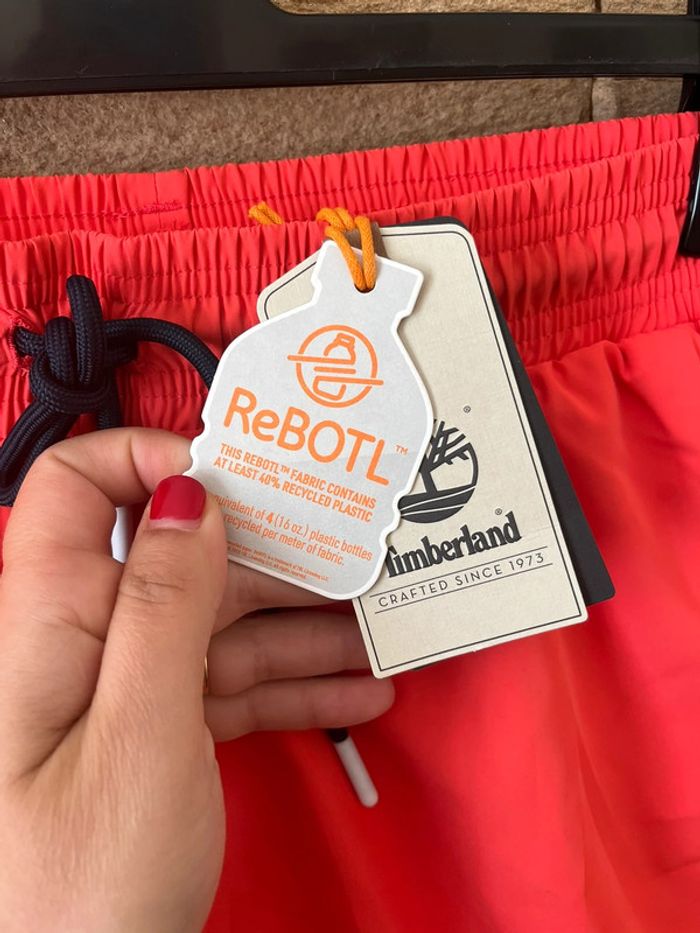 ReBOTL™
THIS REBOTL™ FABRIC CONTAINS
AT LEAST 40% RECYCLED PLASTIC
equivalent of 4 (16 oz.) plastic bottles
recycled per meter of fabric.
®
Timberland®
CRAFTED SINCE 1973